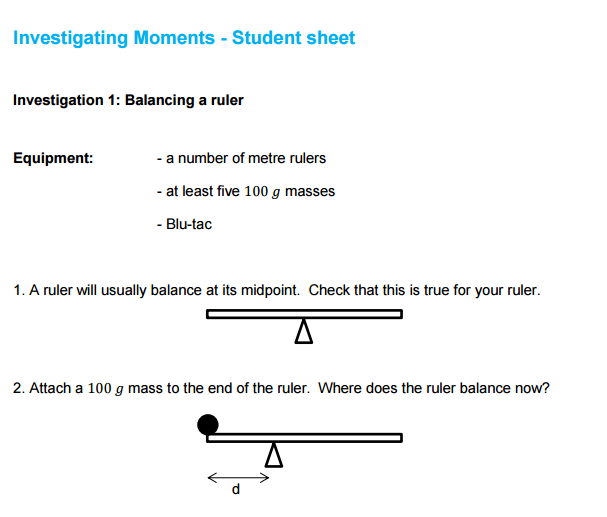 Investigating Moments - Student sheet
Investigation 1: Balancing a ruler
Equipment: - a number of metre rulers
- at least five 100 g masses
- Blu-tac
1. A ruler will usually balance at its midpoint. Check that this is true for your ruler.
2. Attach a 100 g mass to the end of the ruler. Where does the ruler balance now?
d